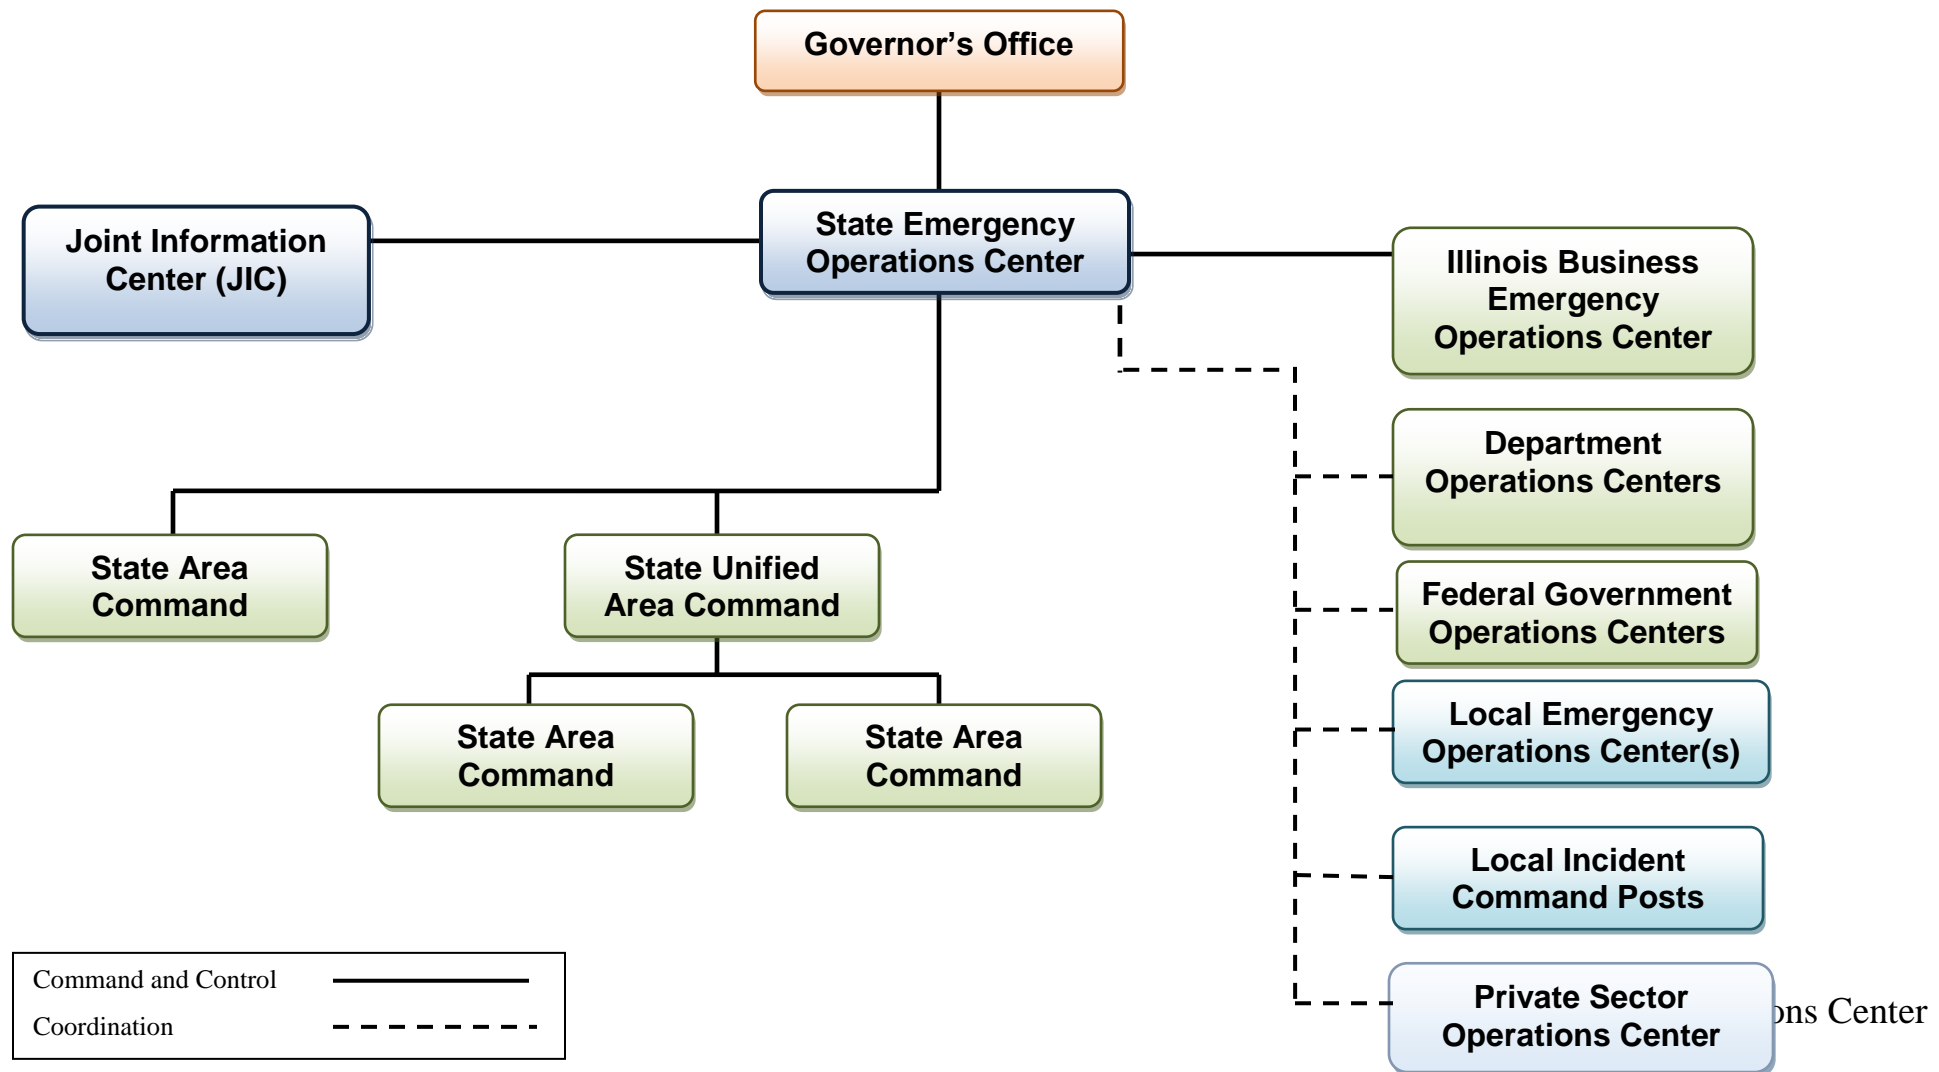 Governor’s Office
State Emergency
Operations Center
Joint Information
Center (JIC)
Illinois Business
Emergency
Operations Center
Department
Operations Centers
State Area
Command
State Unified
Area Command
Federal Government
Operations Centers
State Area
Command
State Area
Command
Local Emergency
Operations Center(s)
Local Incident
Command Posts
Command and Control
Coordination
Private Sector
Operations Center
Center